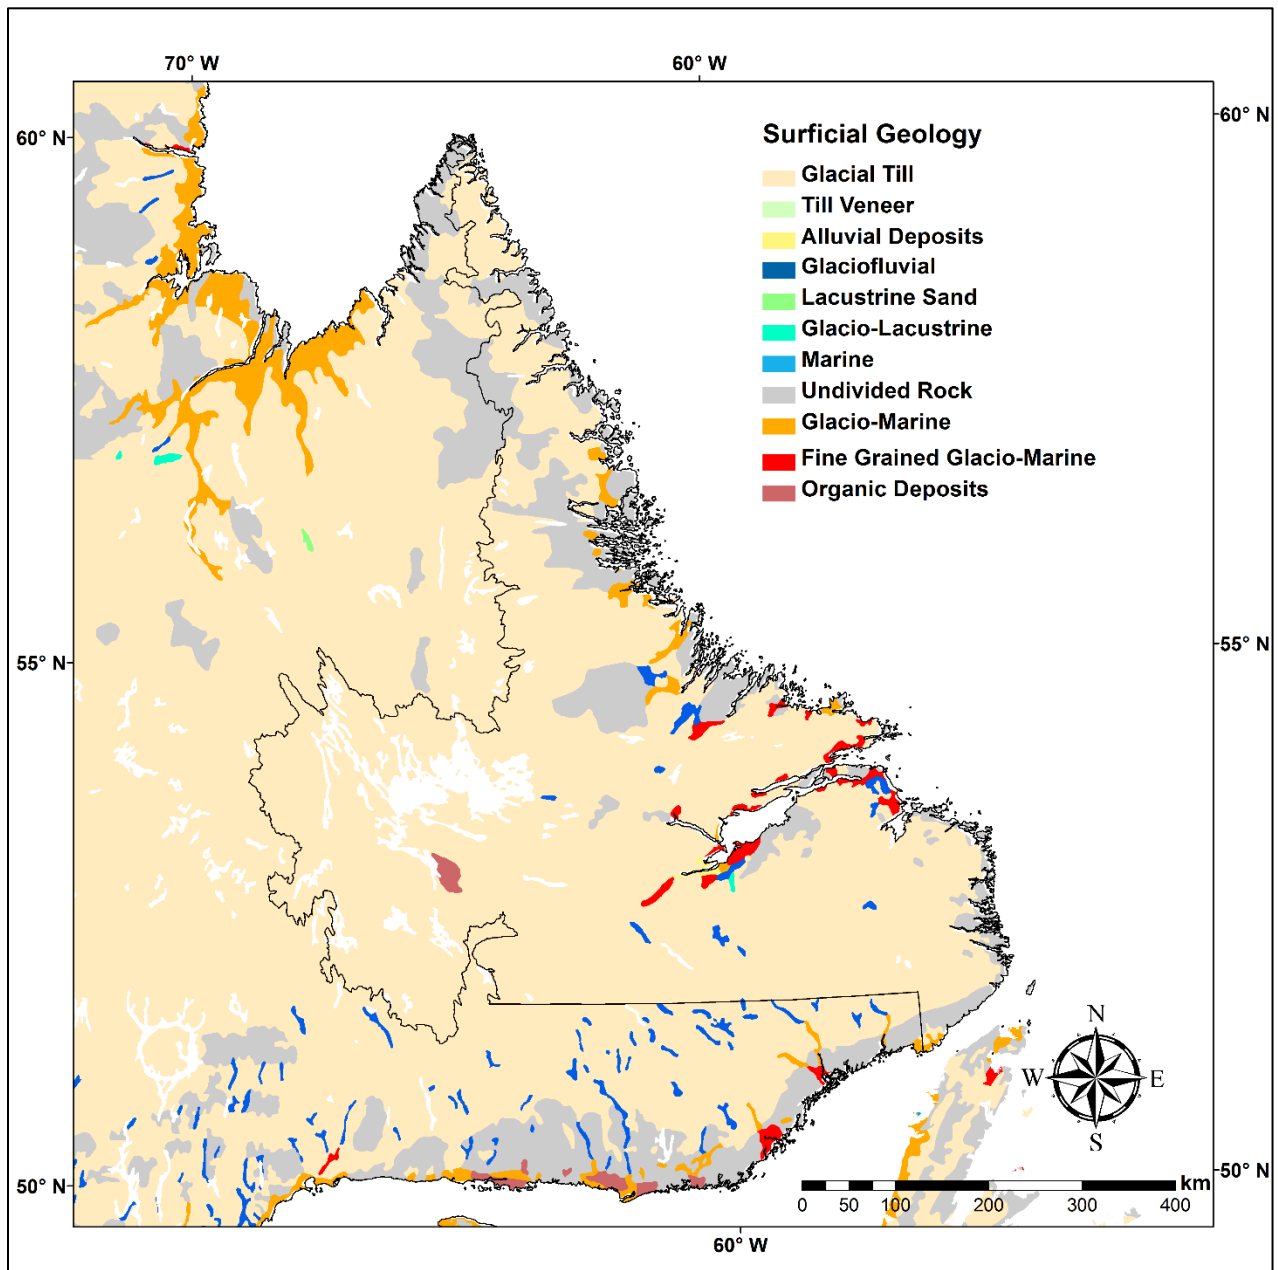 70° W
60° W
60° N
60° N
Surficial Geology
Glacial Till
Till Veneer
Alluvial Deposits
Glaciofluvial
Lacustrine Sand
Glacio-Lacustrine
Marine
Undivided Rock
Glacio-Marine
Fine Grained Glacio-Marine
Organic Deposits
55° N
55° N
N
W
E
S
50° N
50° N
km
0 50 100 200 300 400
60° W